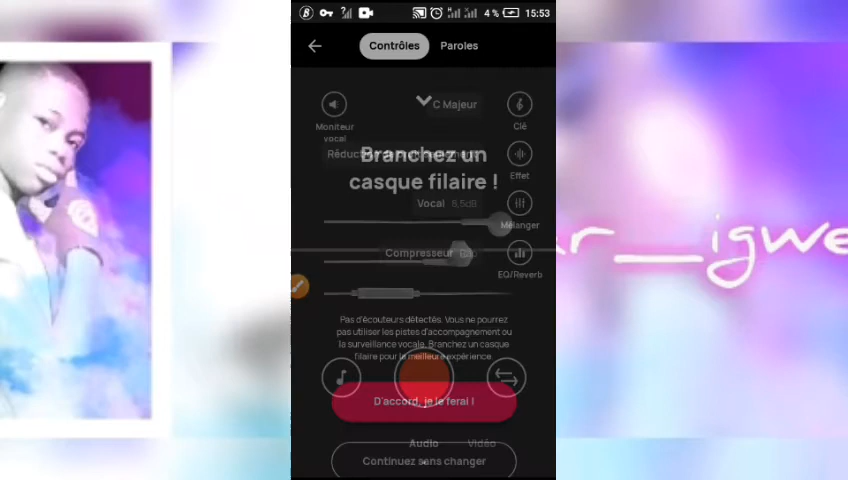 4 % 15:53
Contrôles Paroles
C Majeur
Moniteur
vocal
Clé
Branchez un
casque filaire !
Effet
Vocal
Mélanger
Compresseur
EQ/Reverb
Pas d'écouteurs détectés. Vous ne pourrez
pas utiliser les pistes d'accompagnement ou
la surveillance vocale. Branchez un casque
filaire pour la meilleure expérience.
D'accord, je le ferai !
Audio Vidéo
Continuez sans changer
r__igwe